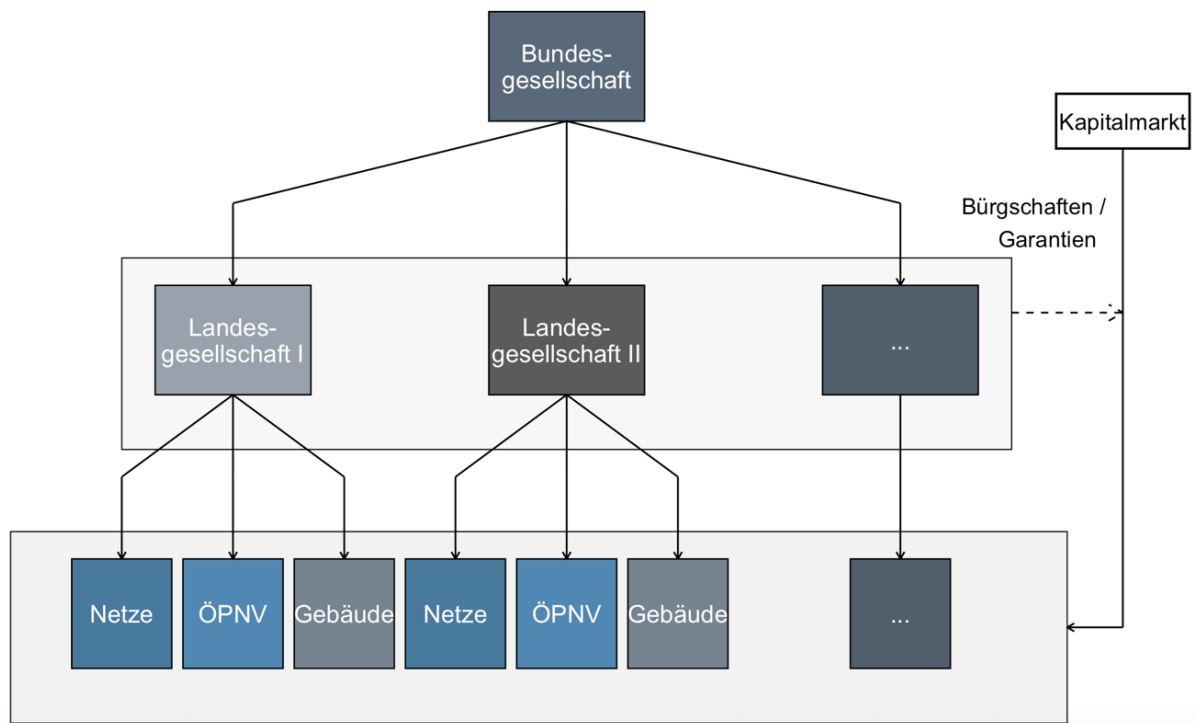 Bundes-
gesellschaft
Kapitalmarkt
Bürgschaften /
Garantien
Landes-
gesellschaft I
Landes-
gesellschaft II
...
Netze
ÖPNV
Gebäude
Netze
ÖPNV
Gebäude
...